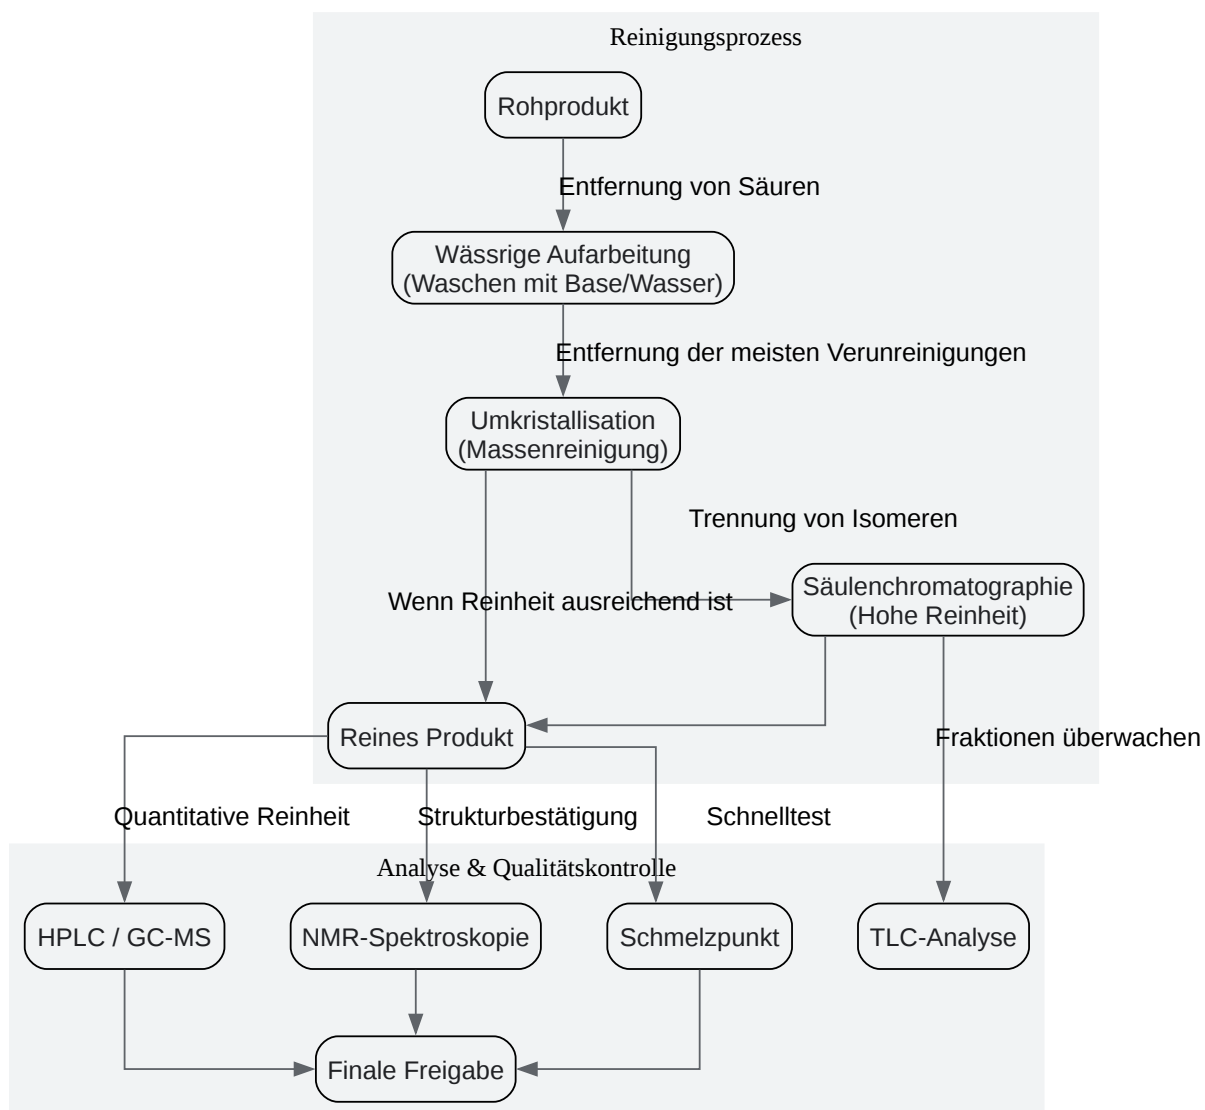 Reinigungsprozess
Rohprodukt
Entfernung von Säuren
Wässrige Aufarbeitung
(Waschen mit Base/Wasser)
Entfernung der meisten Verunreinigungen
Umkristallisation
(Massenreinigung)
Trennung von Isomeren
Wenn Reinheit ausreichend ist
Säulenchromatographie
(Hohe Reinheit)
Reines Produkt
Fraktionen überwachen
Quantitative Reinheit
Strukturbestätigung
Schnelltest
Analyse & Qualitätskontrolle
HPLC / GC-MS
NMR-Spektroskopie
Schmelzpunkt
TLC-Analyse
Finale Freigabe